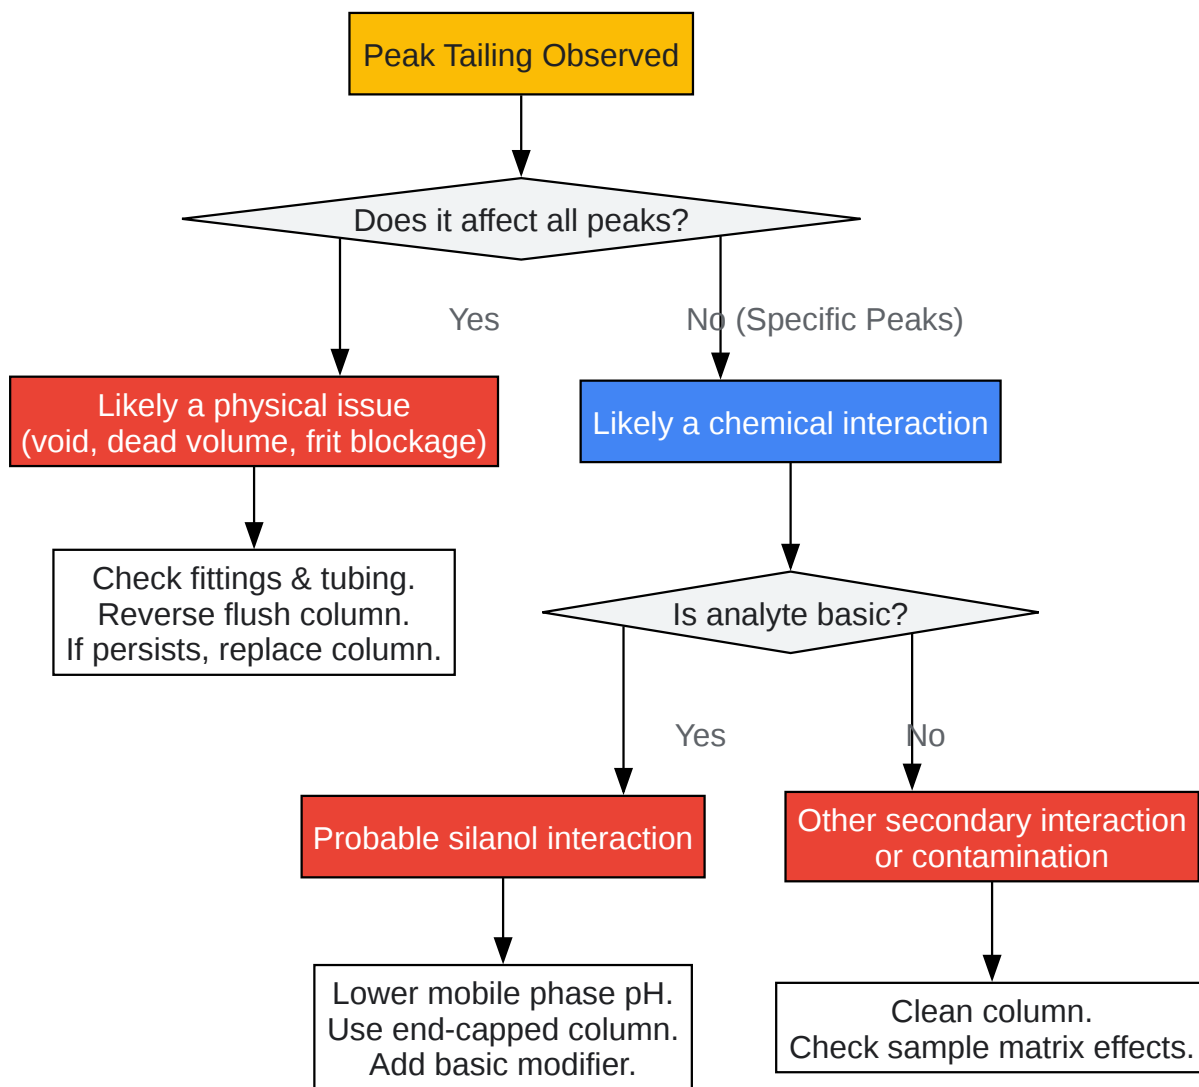 Peak Tailing Observed
Does it affect all peaks?
Yes
No (Specific Peaks)
Likely a physical issue
(void, dead volume, frit blockage)
Likely a chemical interaction
Check fittings & tubing.
Reverse flush column.
If persists, replace column.
Is analyte basic?
Yes
No
Probable silanol interaction
Other secondary interaction
or contamination
Lower mobile phase pH.
Use end-capped column.
Add basic modifier.
Clean column.
Check sample matrix effects.